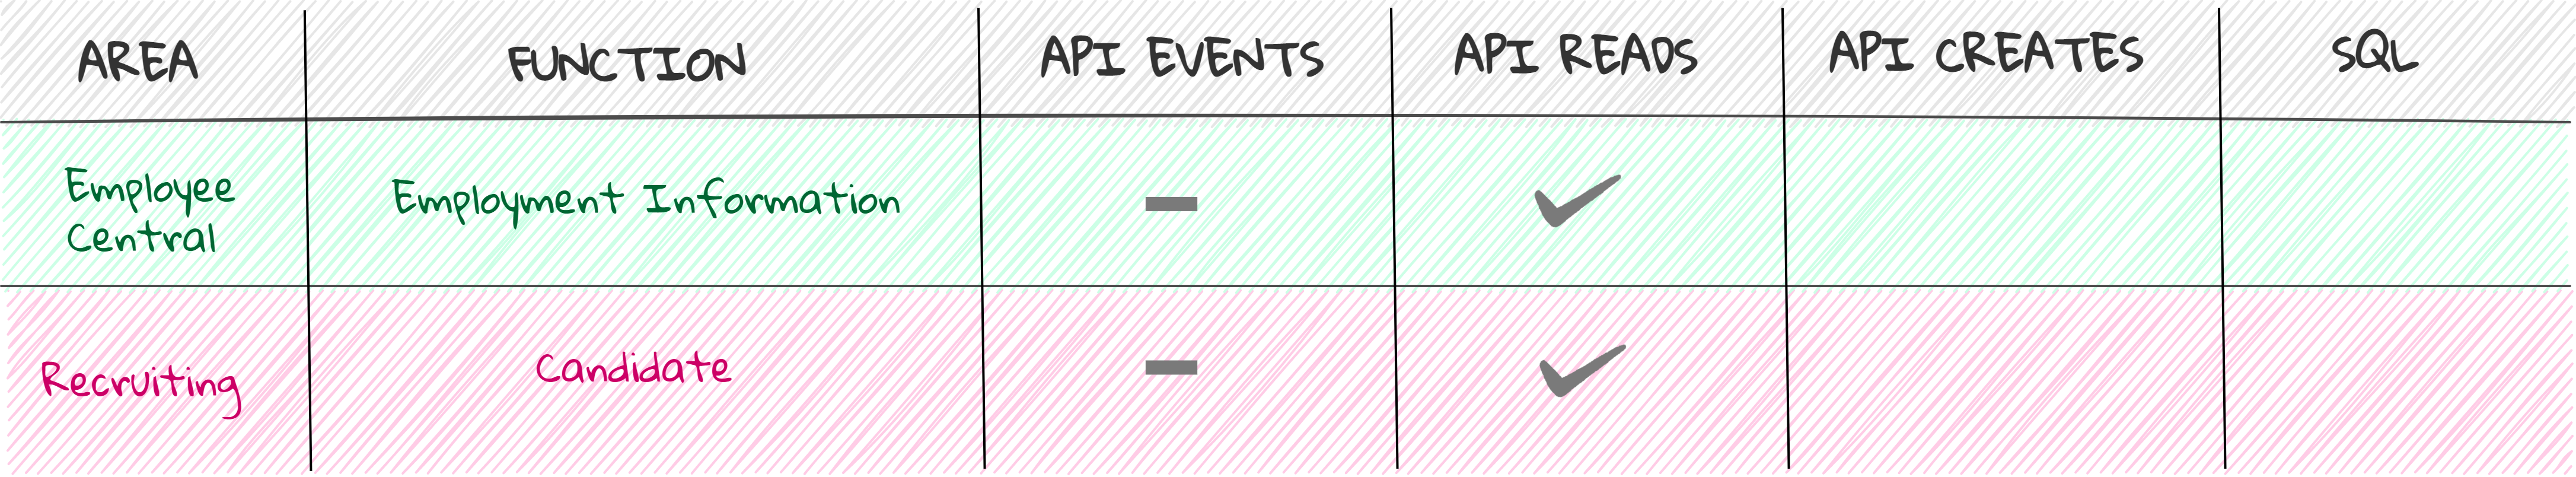 AREA FUNCTION API EVENTS API READS API CREATES SQL
Employee
Central
Employment Information
Recruiting
Candidate